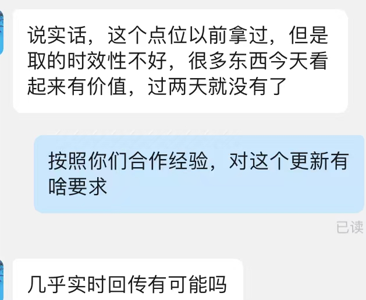 说实话，这个点位以前拿过，但是
取的时效性不好，很多东西今天看
起来有价值，过两天就没有了
按照你们合作经验，对这个更新有
啥要求
已读
几乎实时回传有可能吗